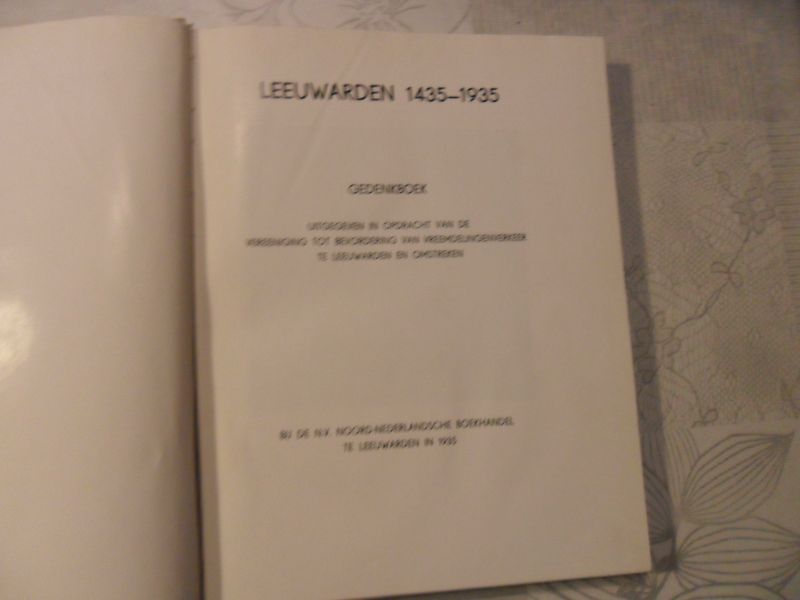 LEEUWARDEN 1435–1935
GEDENKBOEK
UITGEGEVEN IN OPDRACHT VAN DE
VEREENIGING TOT BEVORDERING VAN VREEMDELINGENVERKEER
TE LEEUWARDEN EN OMSTREKEN
BIJ DE N.V. NOORD-NEDERLANDSCHE BOEKHANDEL
TE LEEUWARDEN IN 1935